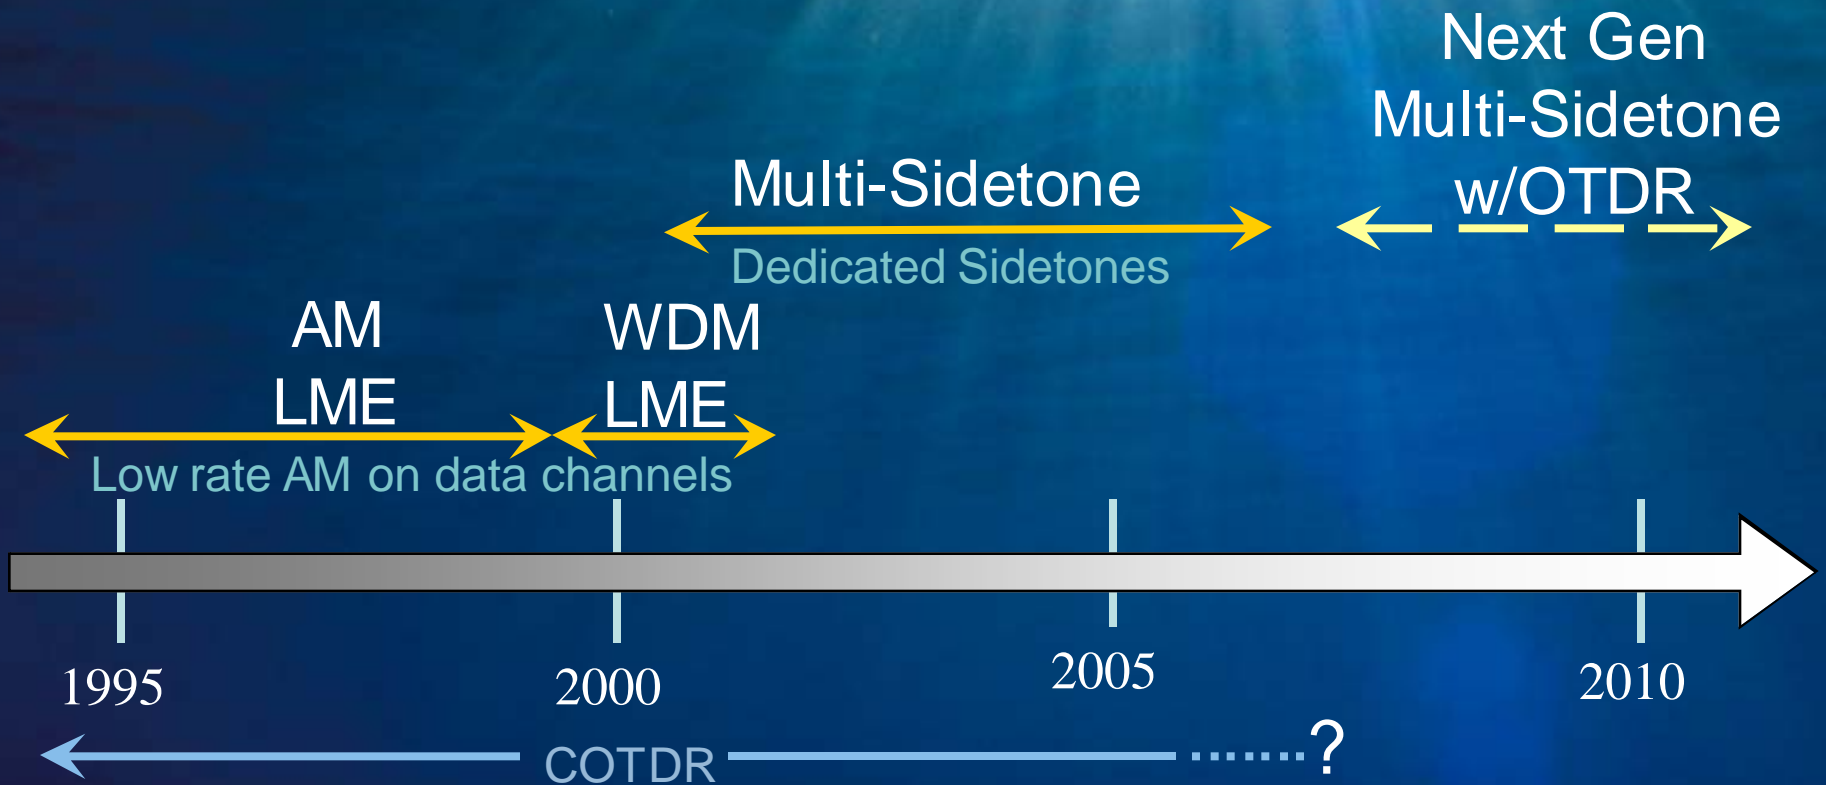 Next Gen
Multi-Sidetone
w/OTDR
Multi-Sidetone
Dedicated Sidetones
AM
LME
WDM
LME
Low rate AM on data channels
1995
2000
2005
2010
COTDR
?